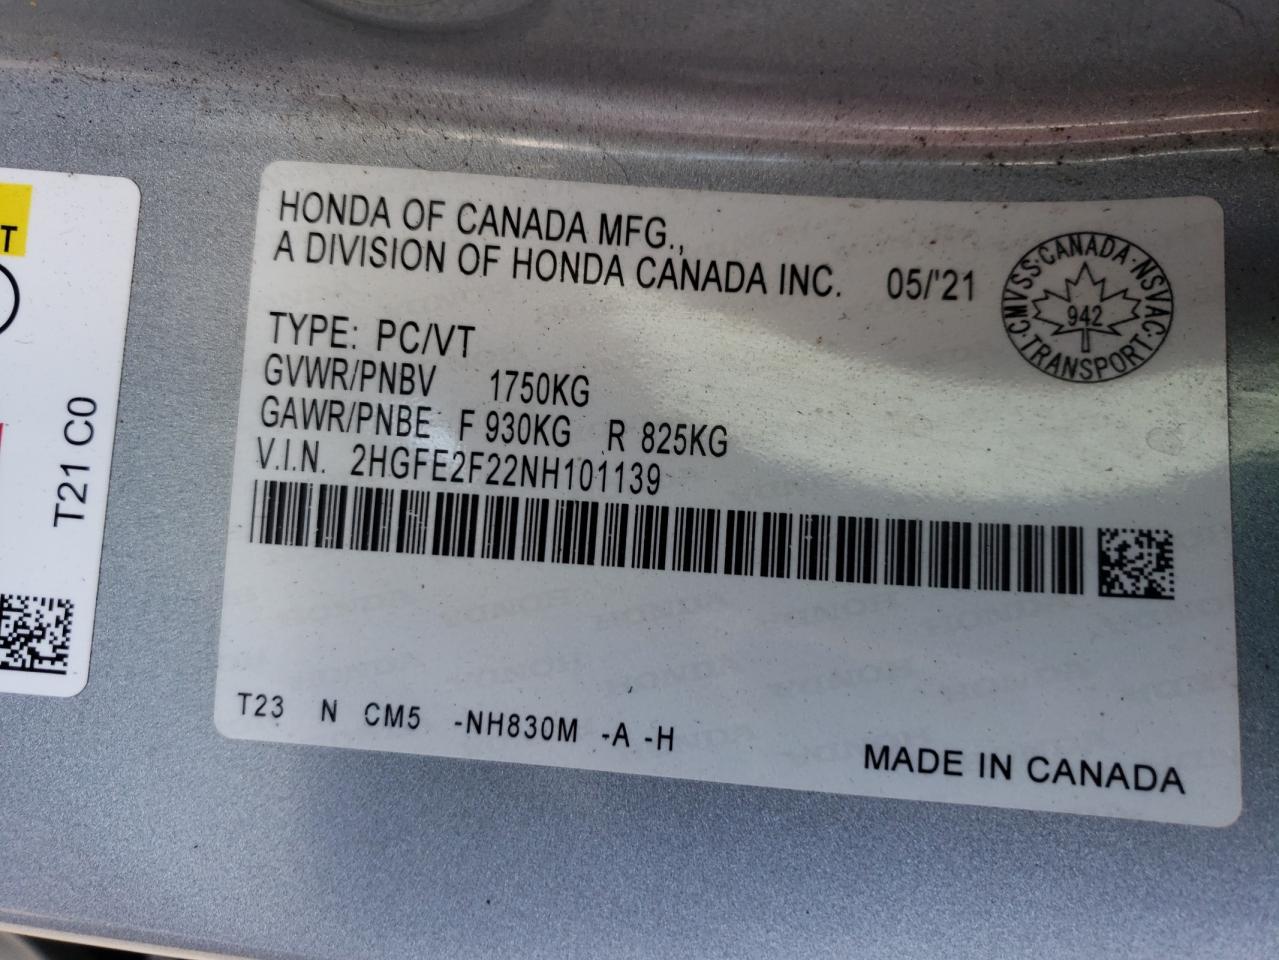 HONDA OF CANADA MFG.,
A DIVISION OF HONDA CANADA INC. 05/'21
CMVSS·CANADA·NSVAC·TRANSPORT·
942
TYPE: PC/VT
GVWR/PNBV 1750KG
GAWR/PNBE F 930KG R 825KG
V.I.N. 2HGFE2F22NH101139
T23 N CM5 -NH830M -A -H
MADE IN CANADA
T
T21 C0